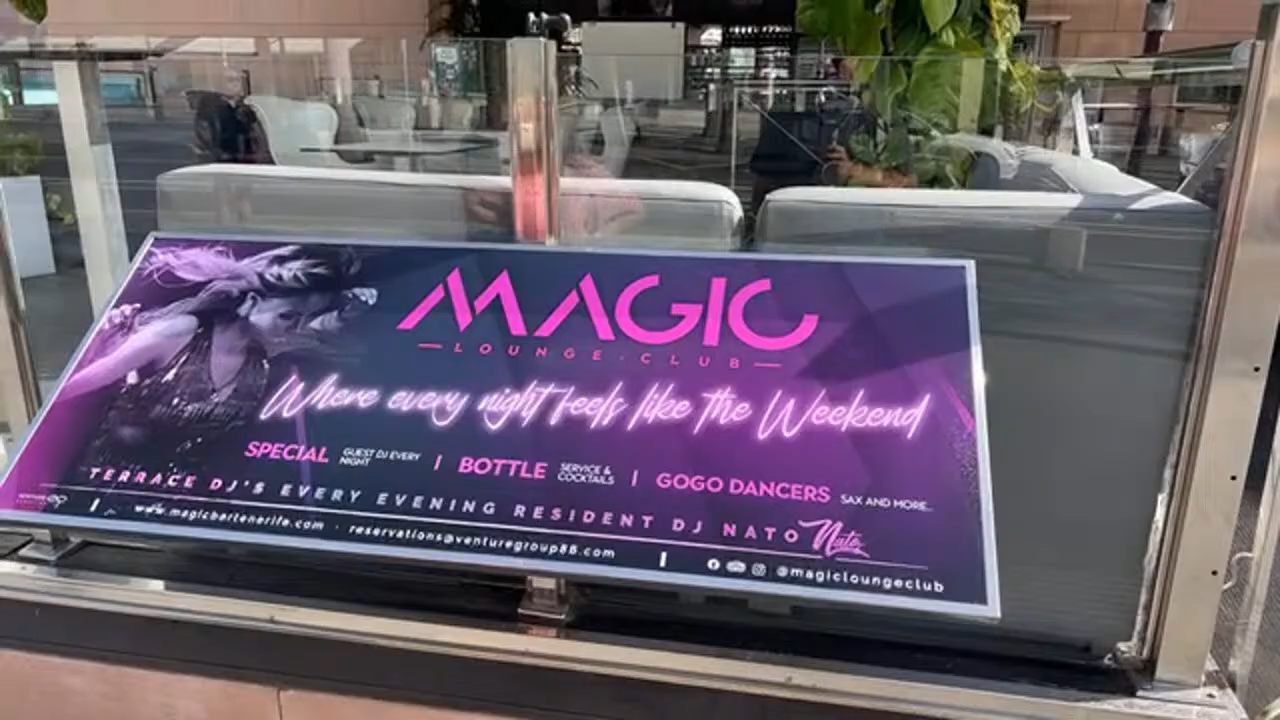 MAGIC
LOUNGE · CLUB
Where every night feels like the Weekend
SPECIAL GUEST DJ EVERY NIGHT | BOTTLE SERVICE & COCKTAILS | GOGO DANCERS SAX AND MORE...
TERRACE DJ'S EVERY EVENING RESIDENT DJ NATO Nato
www.magicbartenerife.com · reservations@venturegroup88.com | @magicloungeclub